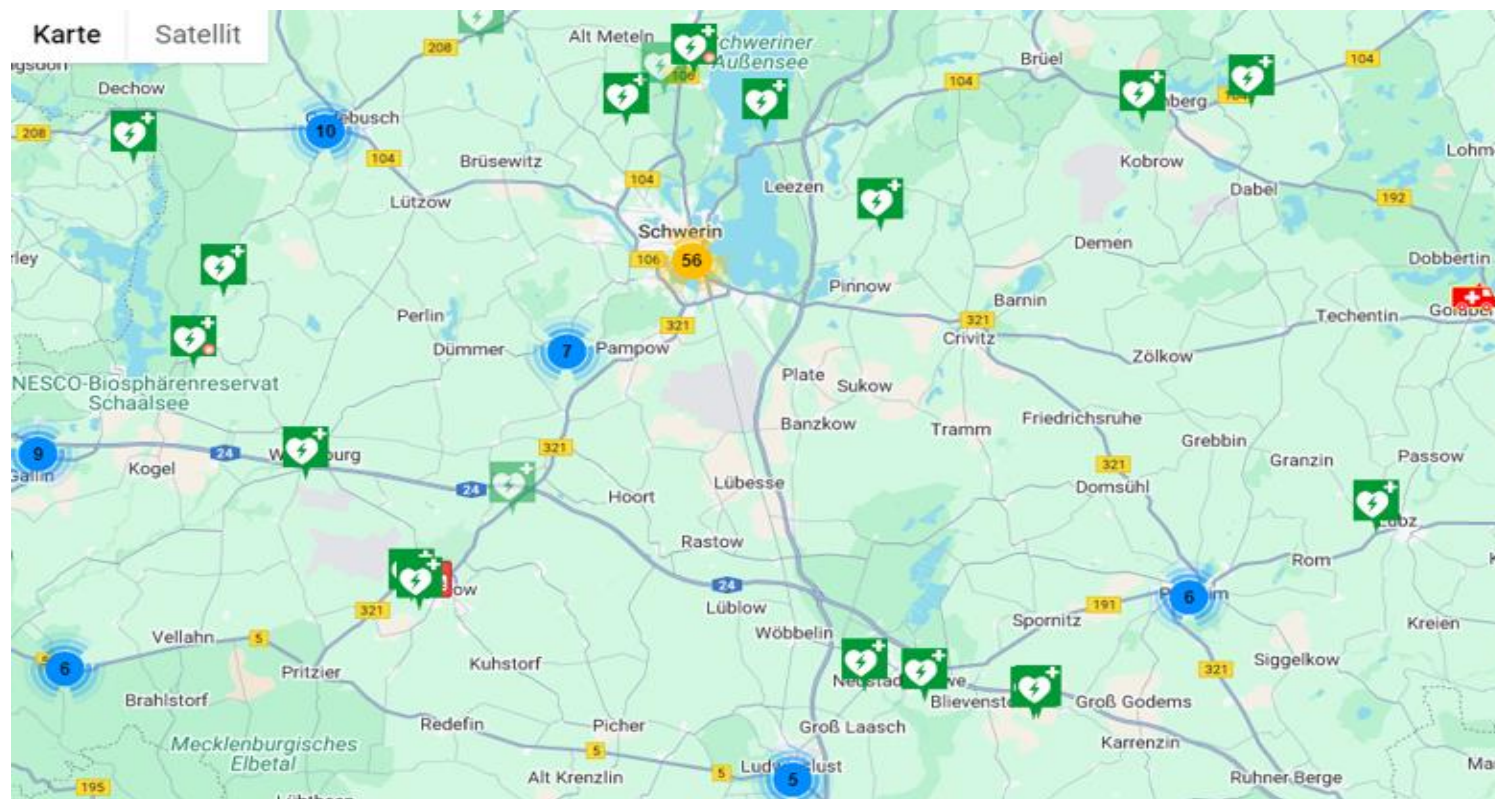 Karte
Satellit
Alt Meteln
208
106
Außensee
Brüel
104
104
Dechow
208
10
104
Brüsewitz
104
Leezen
Kobrow
Dabel
192
Lützow
Schwerin
106
56
Demen
Dobbertin
Pinnow
Barnin
Perlin
321
321
Crivitz
Techentin
Dümmer
7
Pampow
Zölkow
Plate
Sukow
NESCO-Biosphärenreservat
Schaalsee
Banzkow
Tramm
Friedrichsruhe
Grebbin
321
9
24
Kogel
321
Granzin
Passow
24
Hoort
Lübesse
Domsühl
Rastow
Rom
24
Lüblow
191
6
321
Spornitz
Kreien
Wöbbelin
Vellahn
5
6
Pritzier
Kuhstorf
321
Siggelkow
Brahlstorf
Groß Godems
Redefin
Picher
Groß Laasch
Karrenzin
Mecklenburgisches
Elbetal
5
5
5
Alt Krenzlin
Ruhner Berge
195